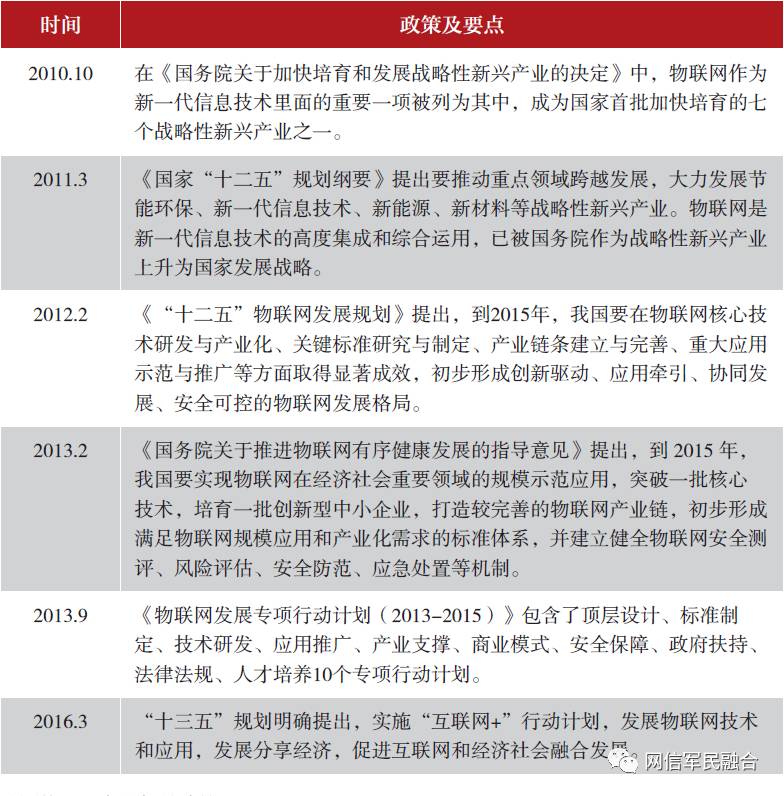 时间
政策及要点
2010.10
在《国务院关于加快培育和发展战略性新兴产业的决定》中，物联网作为
新一代信息技术里面的重要一项被列为其中，成为国家首批加快培育的七
个战略性新兴产业之一。
2011.3
《国家“十二五”规划纲要》提出要推动重点领域跨越发展，大力发展节
能环保、新一代信息技术、新能源、新材料等战略性新兴产业。物联网是
新一代信息技术的高度集成和综合运用，已被国务院作为战略性新兴产业
上升为国家发展战略。
2012.2
《“十二五”物联网发展规划》提出，到2015年，我国要在物联网核心技
术研发与产业化、关键标准研究与制定、产业链条建立与完善、重大应用
示范与推广等方面取得显著成效，初步形成创新驱动、应用牵引、协同发
展、安全可控的物联网发展格局。
2013.2
《国务院关于推进物联网有序健康发展的指导意见》提出，到 2015 年，
我国要实现物联网在经济社会重要领域的规模示范应用，突破一批核心
技术，培育一批创新型中小企业，打造较完善的物联网产业链，初步形成
满足物联网规模应用和产业化需求的标准体系，并建立健全物联网安全测
评、风险评估、安全防范、应急处置等机制。
2013.9
《物联网发展专项行动计划（2013-2015）》包含了顶层设计、标准制
定、技术研发、应用推广、产业支撑、商业模式、安全保障、政府扶持、
法律法规、人才培养10个专项行动计划。
2016.3
“十三五”规划明确提出，实施“互联网+”行动计划，发展物联网技术
和应用，发展分享经济，促进互联网和经济社会融合发展。
网信军民融合